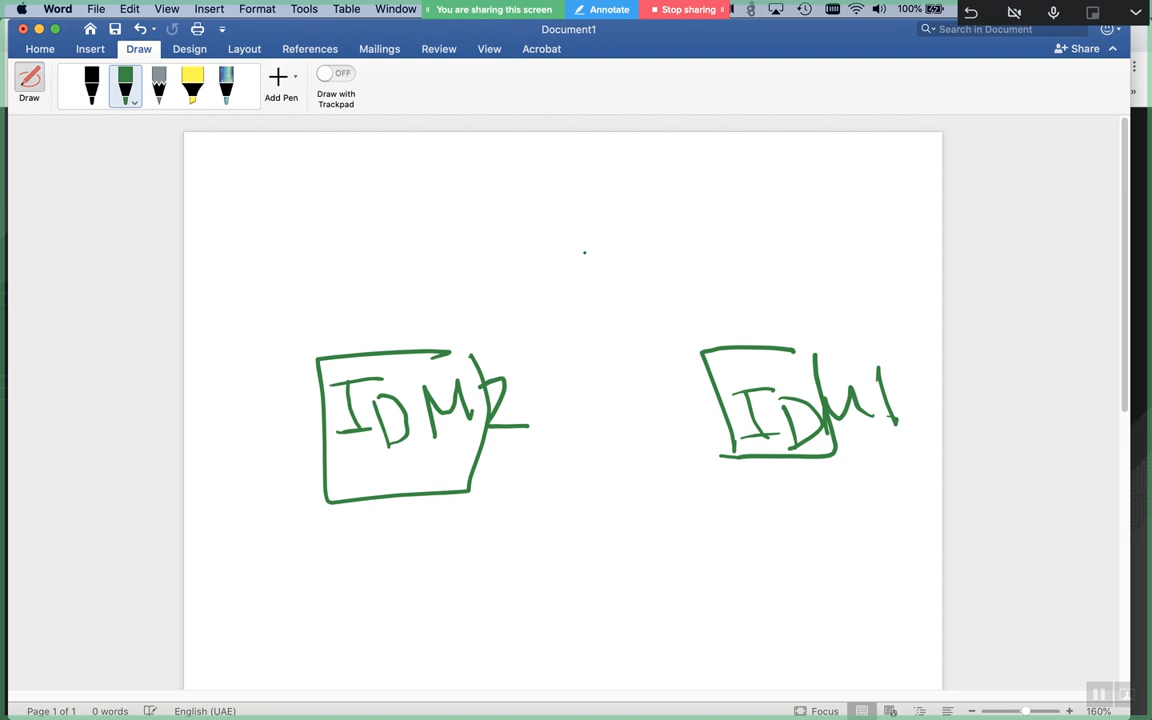 Word File Edit View Insert Format Tools Table Window You are sharing this screen Annotate Stop sharing 100%
Document1 Search in Document
Home Insert Draw Design Layout References Mailings Review View Acrobat Share
OFF
Draw Add Pen Draw with Trackpad
IDM2 IDM1
Page 1 of 1 0 words English (UAE) Focus 160%